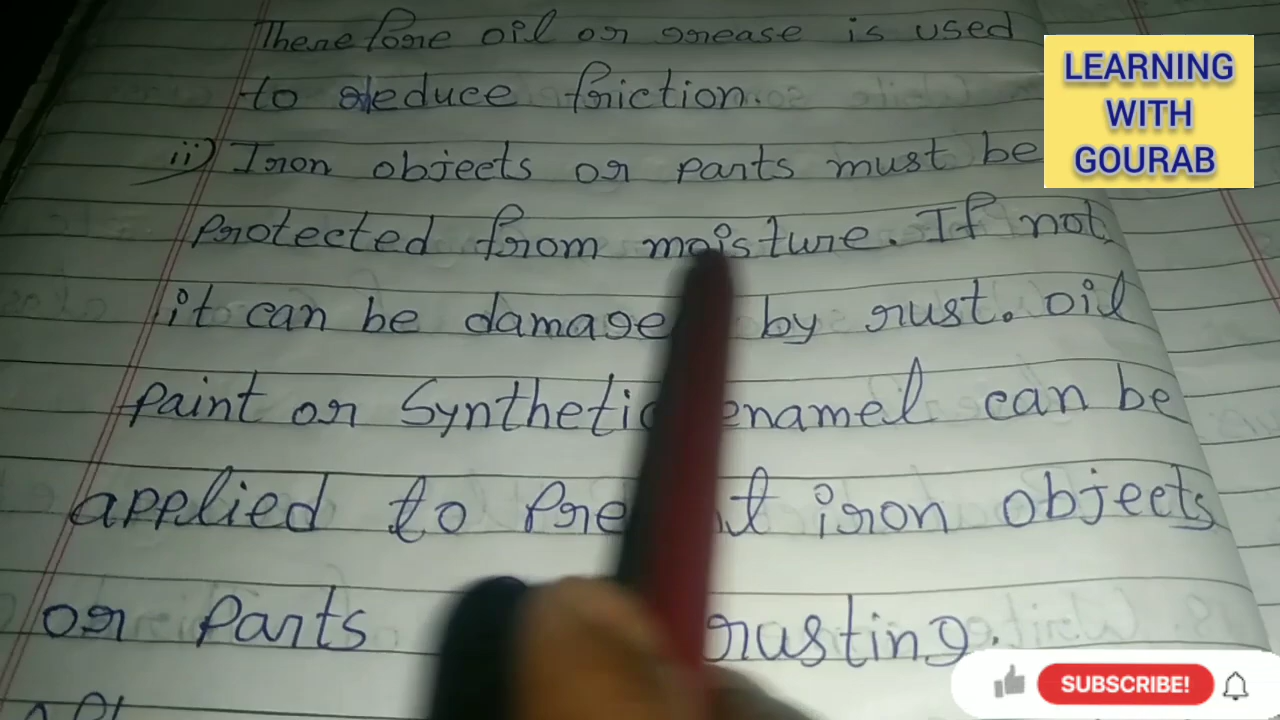 Therefore oil or grease is used
to reduce friction.
ii) Iron objects or parts must be
protected from moisture. If not,
it can be damage by rust. oil
paint or Synthetic enamel can be
applied to iron objects
or parts rusting.
LEARNING
WITH
GOURAB
SUBSCRIBE!